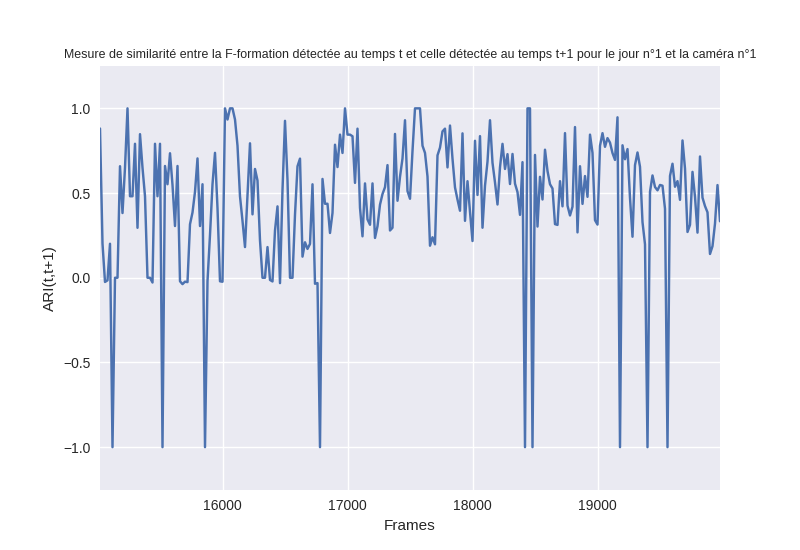 Mesure de similarité entre la F-formation détectée au temps t et celle détectée au temps t+1 pour le jour n°1 et la caméra n°1
1.0
0.5
0.0
−0.5
−1.0
ARI(t,t+1)
16000 17000 18000 19000
Frames